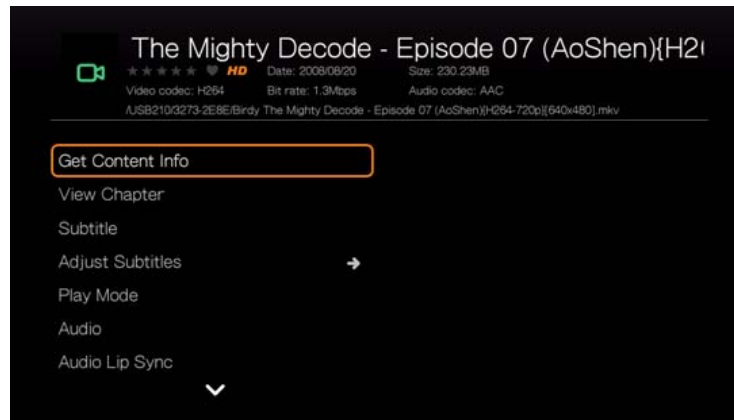 The Mighty Decode - Episode 07 (AoShen){H2
HD Date: 2008/08/20 Size: 230.23MB
Video codec: H264 Bit rate: 1.3Mbps Audio codec: AAC
/USB210/3273-2E8E/Birdy The Mighty Decode - Episode 07 (AoShen){H264-720p}[640x480].mkv
Get Content Info
View Chapter
Subtitle
Adjust Subtitles
Play Mode
Audio
Audio Lip Sync